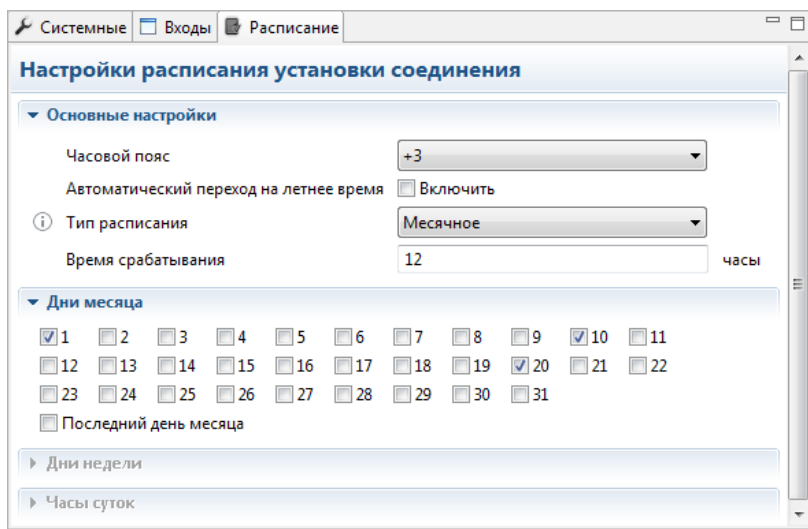 Системные Входы Расписание
Настройки расписания установки соединения
Основные настройки
Часовой пояс +3
Автоматический переход на летнее время Включить
Тип расписания Месячное
Время срабатывания 12 часы
Дни месяца
1 2 3 4 5 6 7 8 9 10 11
12 13 14 15 16 17 18 19 20 21 22
23 24 25 26 27 28 29 30 31
Последний день месяца
Дни недели
Часы суток